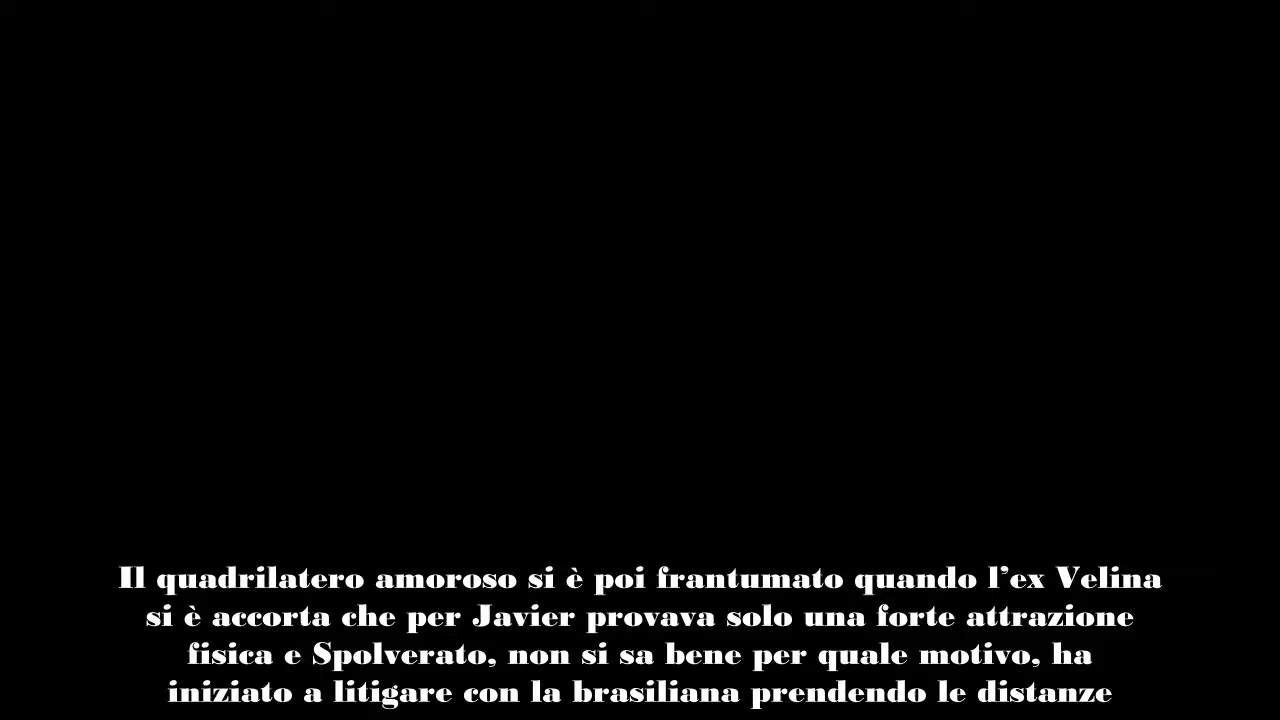 Il quadrilatero amoroso si è poi frantumato quando l’ex Velina
si è accorta che per Javier provava solo una forte attrazione
fisica e Spolverato, non si sa bene per quale motivo, ha
iniziato a litigare con la brasiliana prendendo le distanze